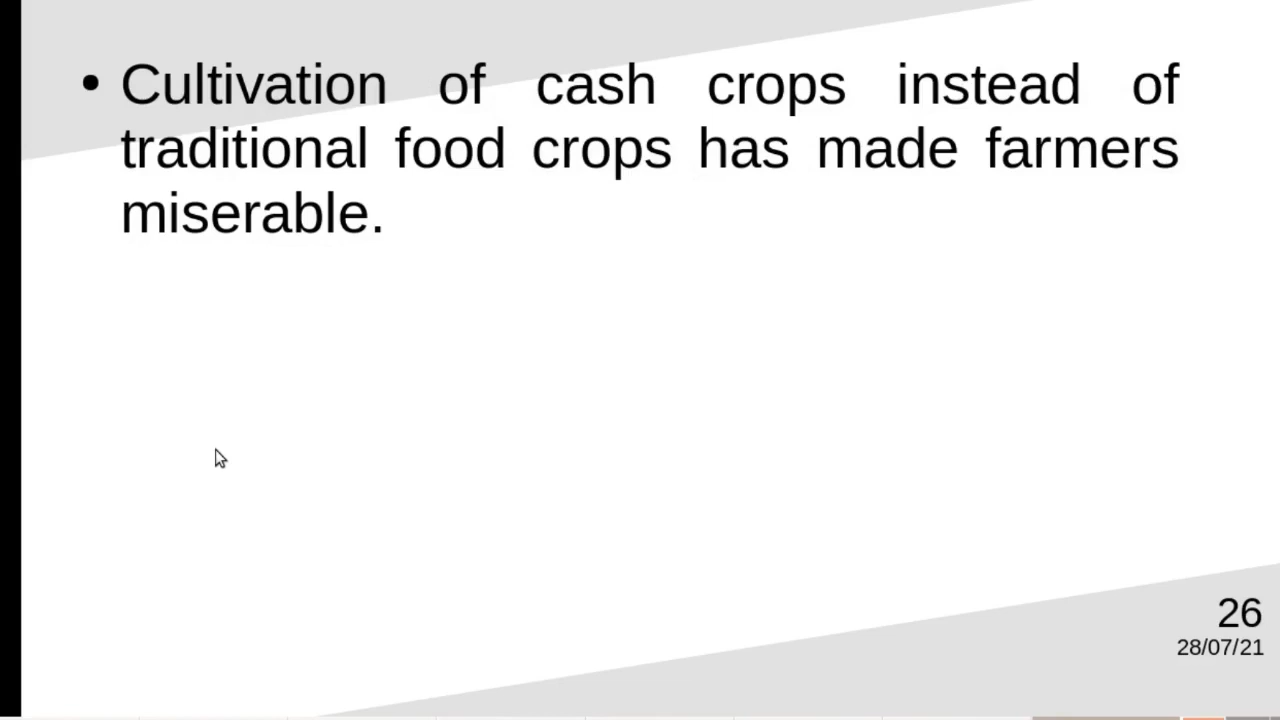 • Cultivation of cash crops instead of
traditional food crops has made farmers
miserable.
26
28/07/21